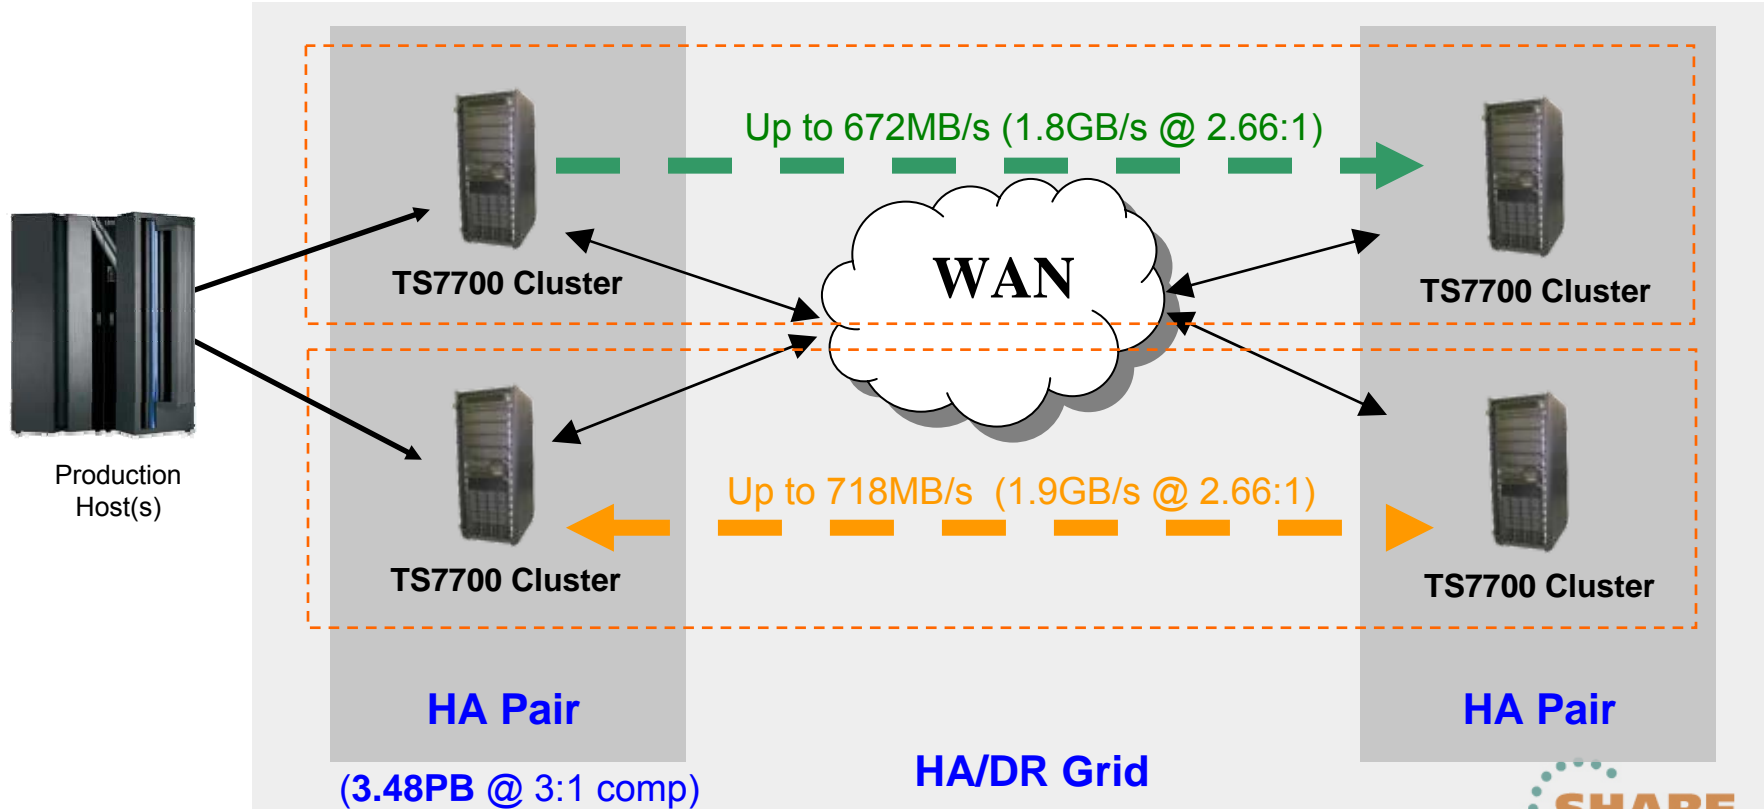 Up to 672MB/s (1.8GB/s @ 2.66:1)
WAN
TS7700 Cluster
TS7700 Cluster
Production
Host(s)
Up to 718MB/s (1.9GB/s @ 2.66:1)
TS7700 Cluster
TS7700 Cluster
HA Pair
HA Pair
HA/DR Grid
(3.48PB @ 3:1 comp)
SHARE